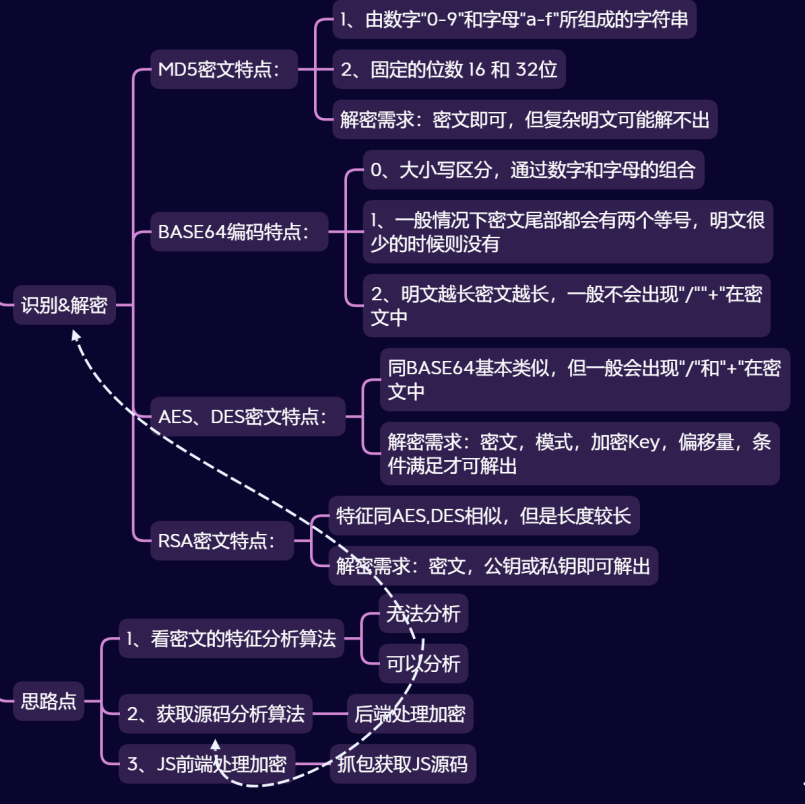 识别&解密
MD5密文特点：
1、由数字"0-9"和字母"a-f"所组成的字符串
2、固定的位数 16 和 32位
解密需求：密文即可，但复杂明文可能解不出
BASE64编码特点：
0、大小写区分，通过数字和字母的组合
1、一般情况下密文尾部都会有两个等号，明文很
少的时候则没有
2、明文越长密文越长，一般不会出现"/""+"在密
文中
AES、DES密文特点：
同BASE64基本类似，但一般会出现"/"和"+"在密
文中
解密需求：密文，模式，加密Key，偏移量，条
件满足才可解出
RSA密文特点：
特征同AES,DES相似，但是长度较长
解密需求：密文，公钥或私钥即可解出
思路点
1、看密文的特征分析算法
无法分析
可以分析
2、获取源码分析算法
后端处理加密
3、JS前端处理加密
抓包获取JS源码